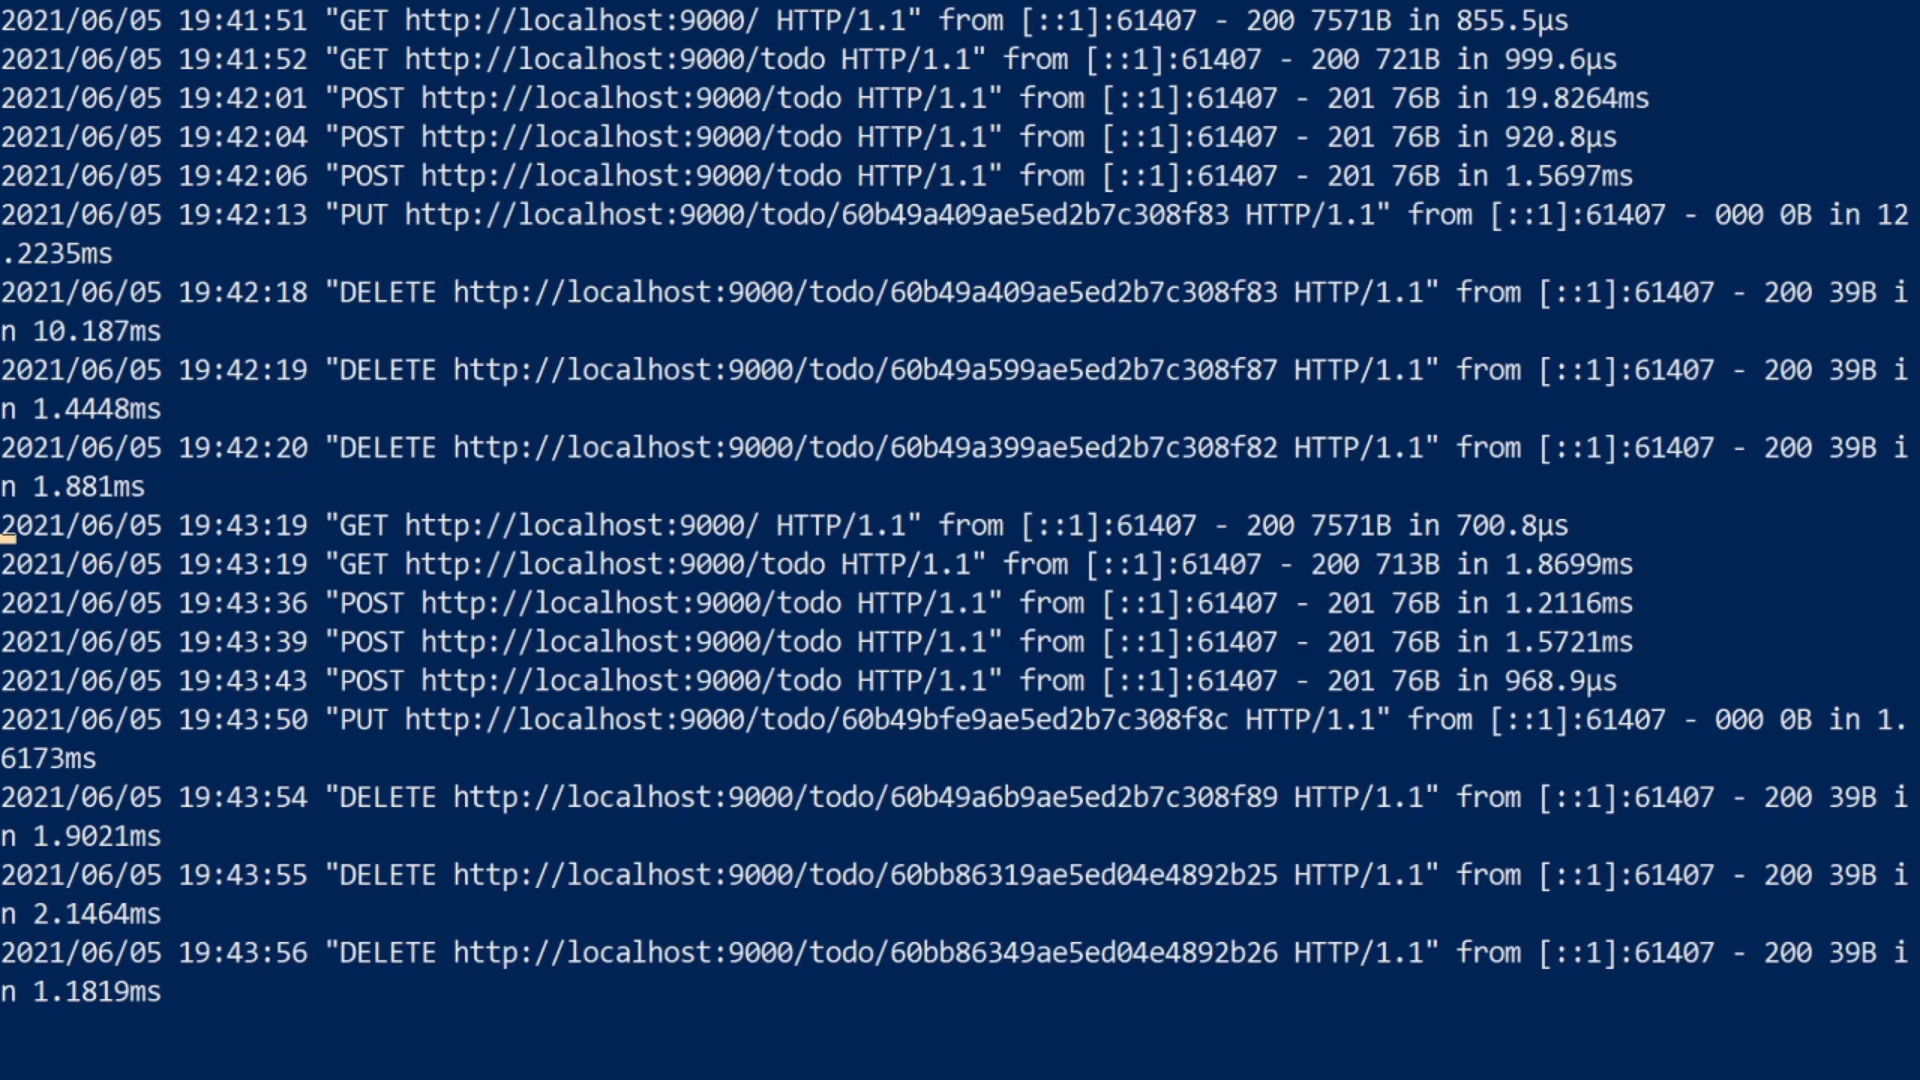 2021/06/05 19:41:51 "GET http://localhost:9000/ HTTP/1.1" from [::1]:61407 - 200 7571B in 855.5µs
2021/06/05 19:41:52 "GET http://localhost:9000/todo HTTP/1.1" from [::1]:61407 - 200 721B in 999.6µs
2021/06/05 19:42:01 "POST http://localhost:9000/todo HTTP/1.1" from [::1]:61407 - 201 76B in 19.8264ms
2021/06/05 19:42:04 "POST http://localhost:9000/todo HTTP/1.1" from [::1]:61407 - 201 76B in 920.8µs
2021/06/05 19:42:06 "POST http://localhost:9000/todo HTTP/1.1" from [::1]:61407 - 201 76B in 1.5697ms
2021/06/05 19:42:13 "PUT http://localhost:9000/todo/60b49a409ae5ed2b7c308f83 HTTP/1.1" from [::1]:61407 - 000 0B in 12
.2235ms
2021/06/05 19:42:18 "DELETE http://localhost:9000/todo/60b49a409ae5ed2b7c308f83 HTTP/1.1" from [::1]:61407 - 200 39B i
n 10.187ms
2021/06/05 19:42:19 "DELETE http://localhost:9000/todo/60b49a599ae5ed2b7c308f87 HTTP/1.1" from [::1]:61407 - 200 39B i
n 1.4448ms
2021/06/05 19:42:20 "DELETE http://localhost:9000/todo/60b49a399ae5ed2b7c308f82 HTTP/1.1" from [::1]:61407 - 200 39B i
n 1.881ms
2021/06/05 19:43:19 "GET http://localhost:9000/ HTTP/1.1" from [::1]:61407 - 200 7571B in 700.8µs
2021/06/05 19:43:19 "GET http://localhost:9000/todo HTTP/1.1" from [::1]:61407 - 200 713B in 1.8699ms
2021/06/05 19:43:36 "POST http://localhost:9000/todo HTTP/1.1" from [::1]:61407 - 201 76B in 1.2116ms
2021/06/05 19:43:39 "POST http://localhost:9000/todo HTTP/1.1" from [::1]:61407 - 201 76B in 1.5721ms
2021/06/05 19:43:43 "POST http://localhost:9000/todo HTTP/1.1" from [::1]:61407 - 201 76B in 968.9µs
2021/06/05 19:43:50 "PUT http://localhost:9000/todo/60b49bfe9ae5ed2b7c308f8c HTTP/1.1" from [::1]:61407 - 000 0B in 1.
6173ms
2021/06/05 19:43:54 "DELETE http://localhost:9000/todo/60b49a6b9ae5ed2b7c308f89 HTTP/1.1" from [::1]:61407 - 200 39B i
n 1.9021ms
2021/06/05 19:43:55 "DELETE http://localhost:9000/todo/60bb86319ae5ed04e4892b25 HTTP/1.1" from [::1]:61407 - 200 39B i
n 2.1464ms
2021/06/05 19:43:56 "DELETE http://localhost:9000/todo/60bb86349ae5ed04e4892b26 HTTP/1.1" from [::1]:61407 - 200 39B i
n 1.1819ms